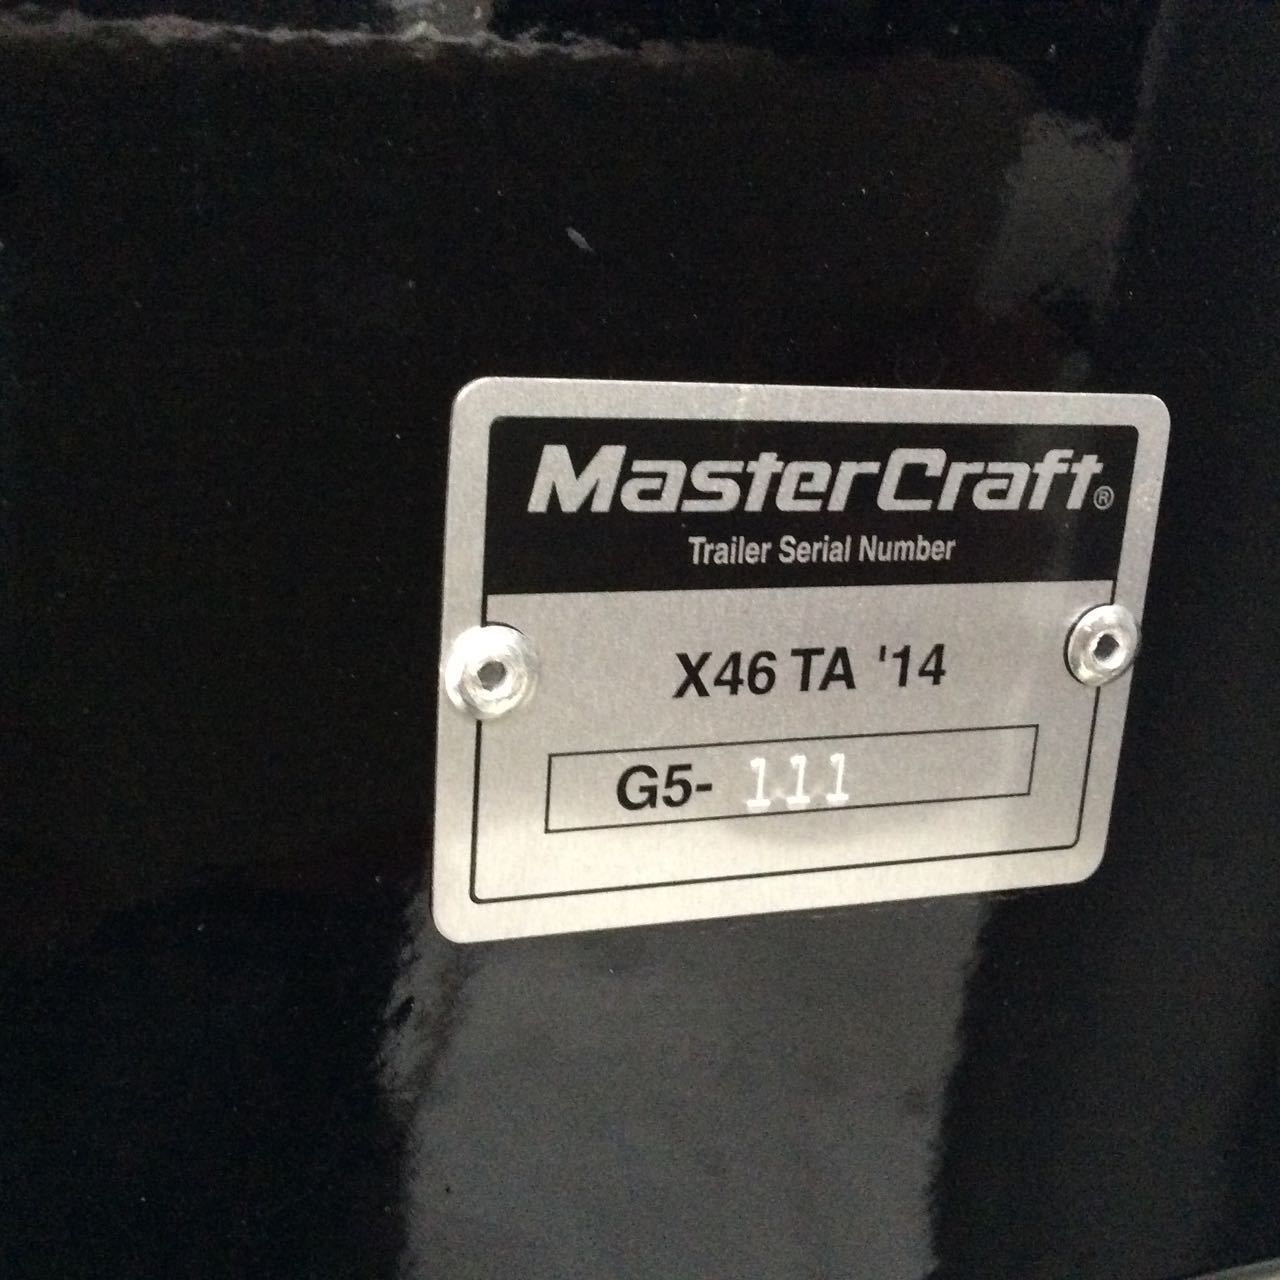 MasterCraft®
Trailer Serial Number
X46 TA '14
G5- 111